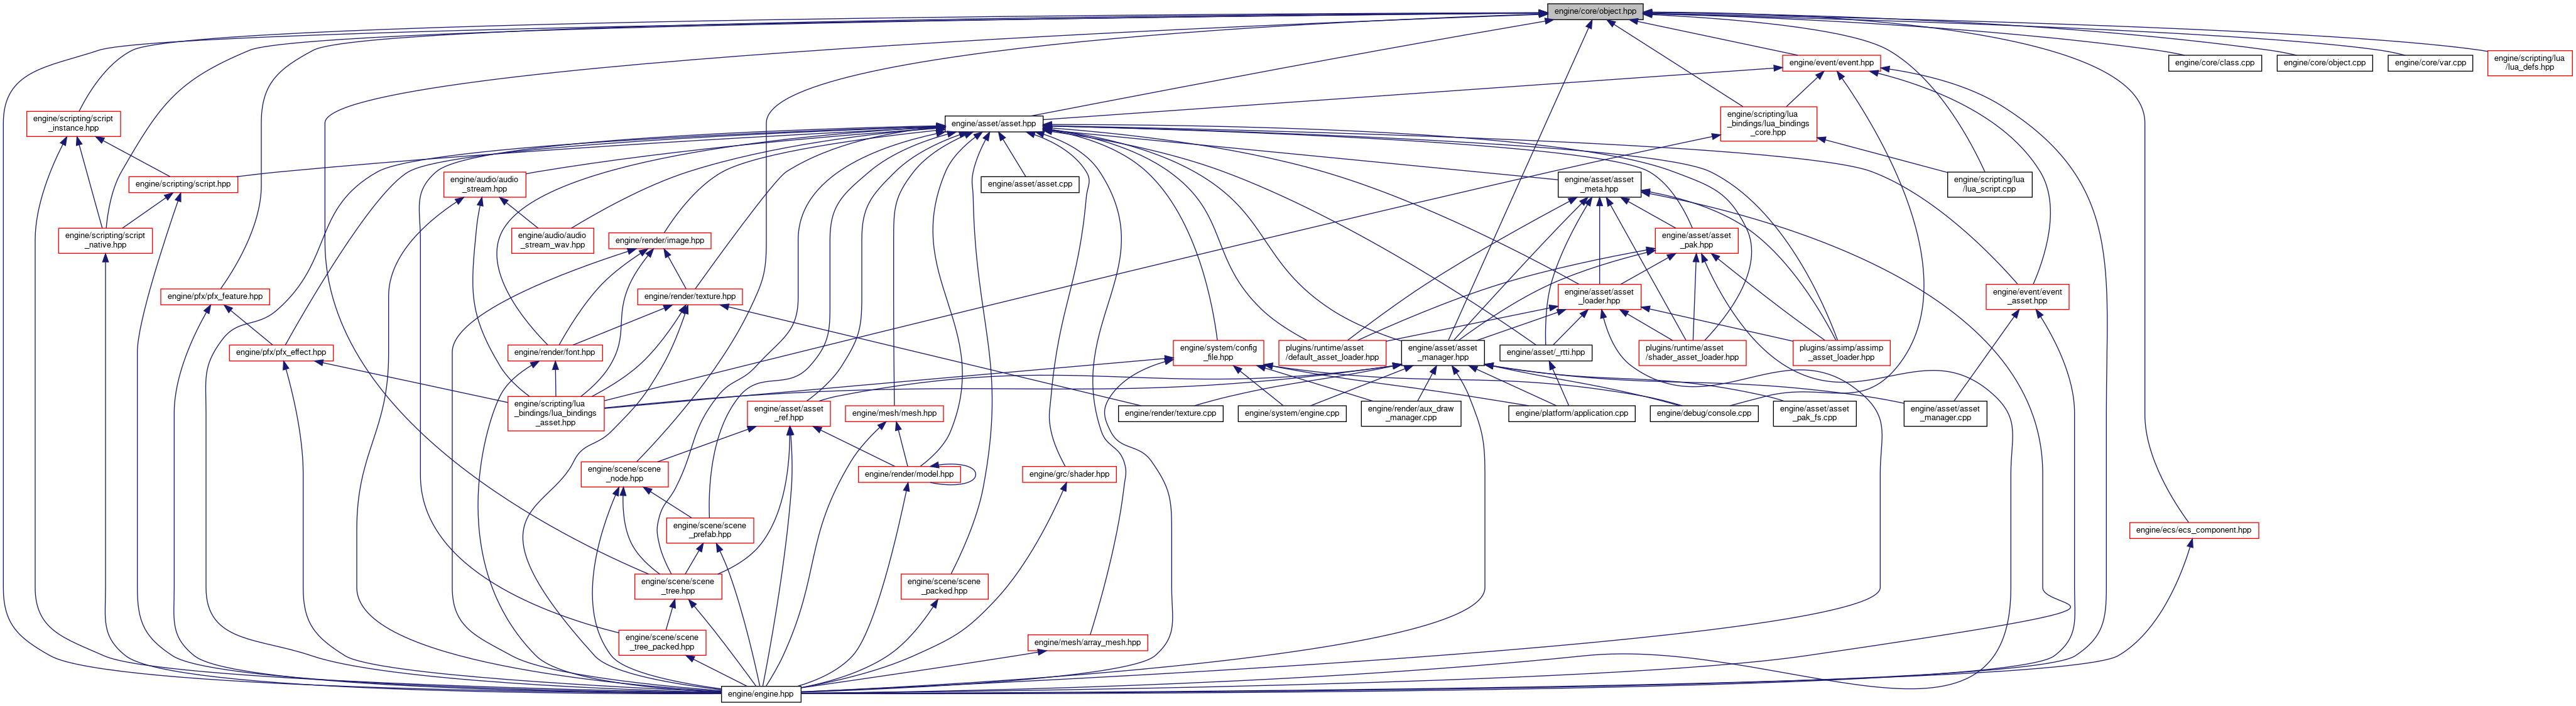 engine/core/object.hpp
engine/event/event.hpp
engine/core/class.cpp
engine/core/object.cpp
engine/core/var.cpp
engine/scripting/lua
/lua_defs.hpp
engine/scripting/script
_instance.hpp
engine/asset/asset.hpp
engine/scripting/lua
_bindings/lua_bindings
_core.hpp
engine/scripting/script.hpp
engine/audio/audio
_stream.hpp
engine/asset/asset.cpp
engine/asset/asset
_meta.hpp
engine/scripting/lua
/lua_script.cpp
engine/scripting/script
_native.hpp
engine/audio/audio
_stream_wav.hpp
engine/render/image.hpp
engine/asset/asset
_pak.hpp
engine/pfx/pfx_feature.hpp
engine/render/texture.hpp
engine/asset/asset
_loader.hpp
engine/event/event
_asset.hpp
engine/pfx/pfx_effect.hpp
engine/render/font.hpp
engine/system/config
_file.hpp
plugins/runtime/asset
/default_asset_loader.hpp
engine/asset/asset
_manager.hpp
engine/asset/_rtti.hpp
plugins/runtime/asset
/shader_asset_loader.hpp
plugins/assimp/assimp
_asset_loader.hpp
engine/scripting/lua
_bindings/lua_bindings
_asset.hpp
engine/asset/asset
_ref.hpp
engine/mesh/mesh.hpp
engine/render/texture.cpp
engine/system/engine.cpp
engine/render/aux_draw
_manager.cpp
engine/platform/application.cpp
engine/debug/console.cpp
engine/asset/asset
_pak_fs.cpp
engine/asset/asset
_manager.cpp
engine/scene/scene
_node.hpp
engine/render/model.hpp
engine/grc/shader.hpp
engine/scene/scene
_prefab.hpp
engine/ecs/ecs_component.hpp
engine/scene/scene
_tree.hpp
engine/scene/scene
_packed.hpp
engine/scene/scene
_tree_packed.hpp
engine/mesh/array_mesh.hpp
engine/engine.hpp